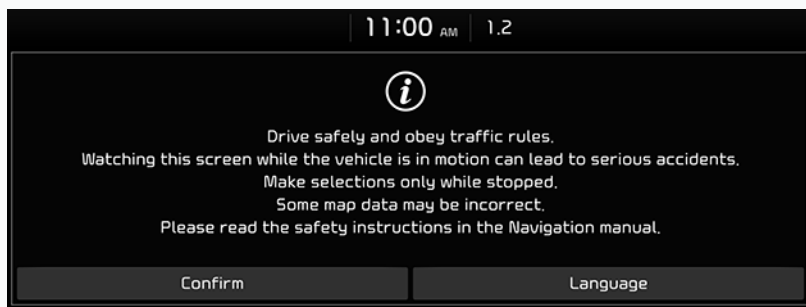 11:00 AM 1.2
i
Drive safely and obey traffic rules.
Watching this screen while the vehicle is in motion can lead to serious accidents.
Make selections only while stopped.
Some map data may be incorrect.
Please read the safety instructions in the Navigation manual.
Confirm Language